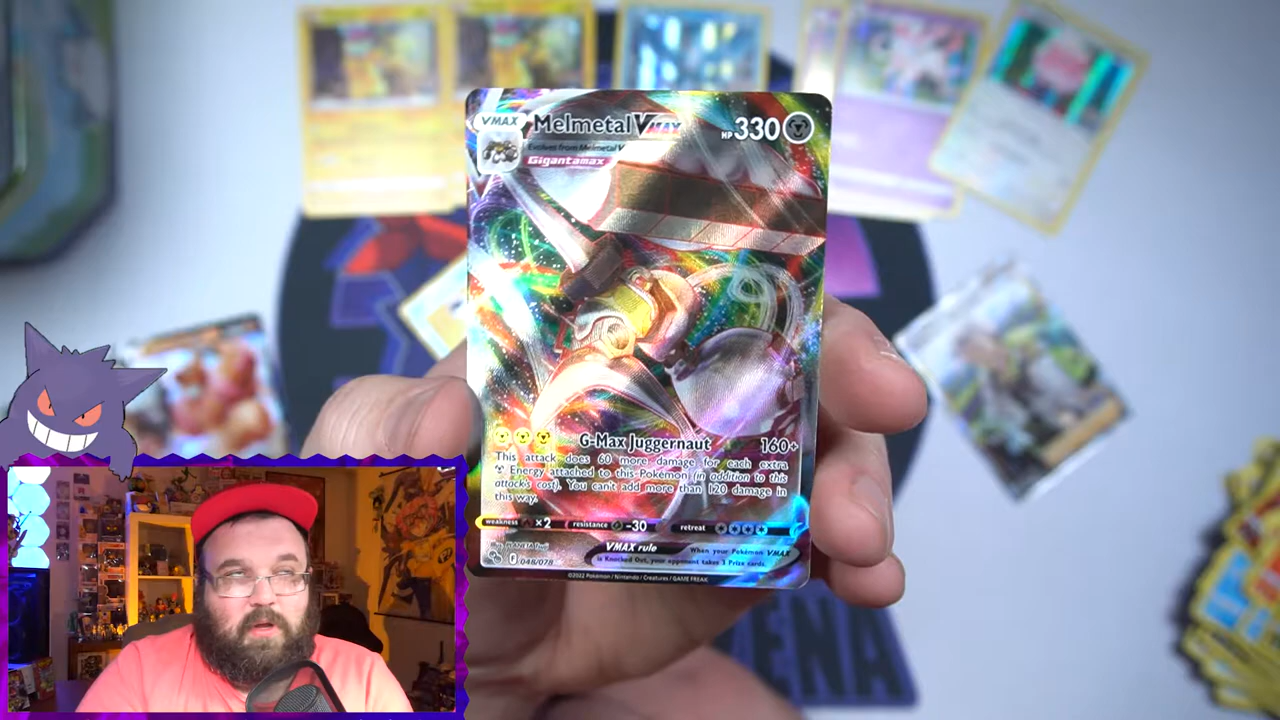 VMAX Melmetal VMAX HP 330
Evolves from Melmetal V
Gigantamax
G-Max Juggernaut 160+
This attack does 60 more damage for each extra
Energy attached to this Pokémon (in addition to this
attack's cost). You can't add more than 120 damage in
this way.
weakness ×2 resistance -30 retreat
VMAX rule When your Pokémon VMAX
is Knocked Out, your opponent takes 3 Prize cards.
048/078
©2022 Pokémon / Nintendo / Creatures / GAME FREAK
ENA